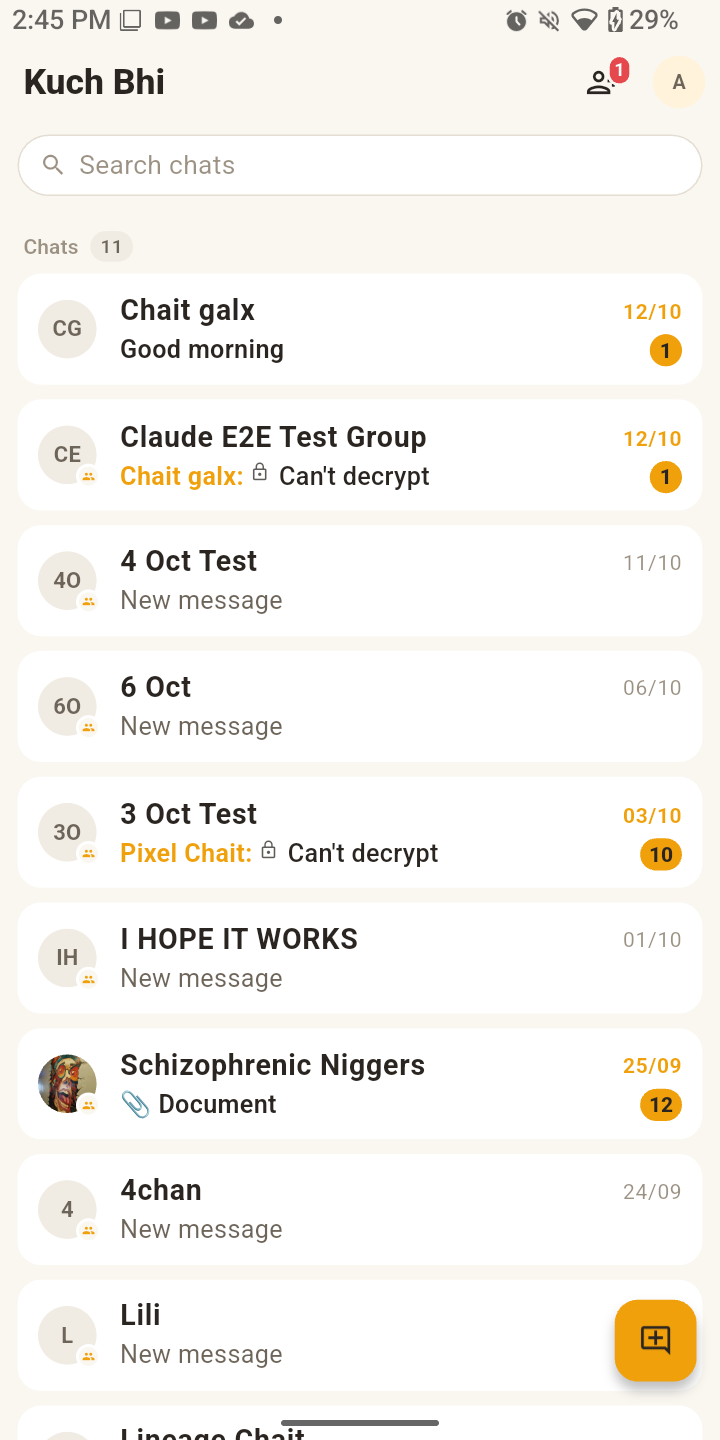 2:45 PM
29%
Kuch Bhi
1
A
Search chats
Chats 11
CG
Chait galx
12/10
Good morning
1
CE
Claude E2E Test Group
12/10
Chait galx: Can't decrypt
1
4O
4 Oct Test
11/10
New message
6O
6 Oct
06/10
New message
3O
3 Oct Test
03/10
Pixel Chait: Can't decrypt
10
IH
I HOPE IT WORKS
01/10
New message
Schizophrenic Niggers
25/09
📎 Document
12
4
4chan
24/09
New message
L
Lili
New message
Lineage Chait